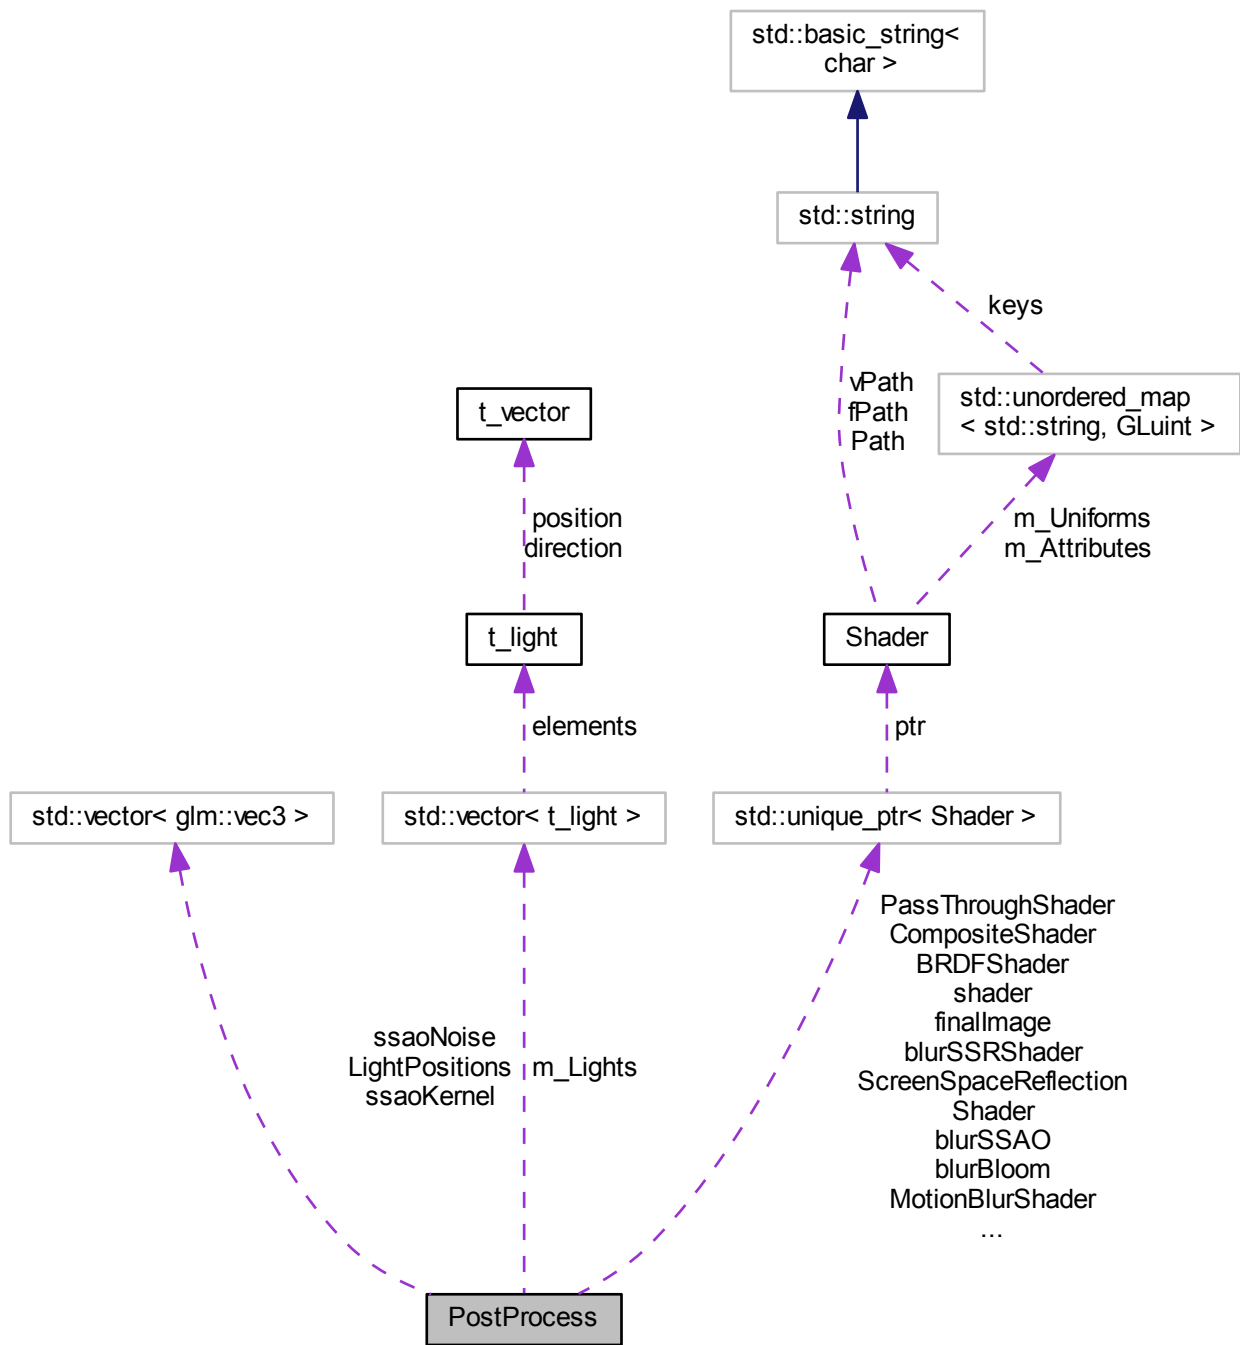 std::basic_string<
char >
std::string
keys
vPath
fPath
Path
std::unordered_map
< std::string, GLuint >
t_vector
position
direction
m_Uniforms
m_Attributes
t_light
Shader
elements
ptr
std::vector< glm::vec3 >
std::vector< t_light >
std::unique_ptr< Shader >
ssaoNoise
LightPositions
ssaoKernel
m_Lights
PassThroughShader
CompositeShader
BRDFShader
shader
finalImage
blurSSRShader
ScreenSpaceReflection
Shader
blurSSAO
blurBloom
MotionBlurShader
...
PostProcess